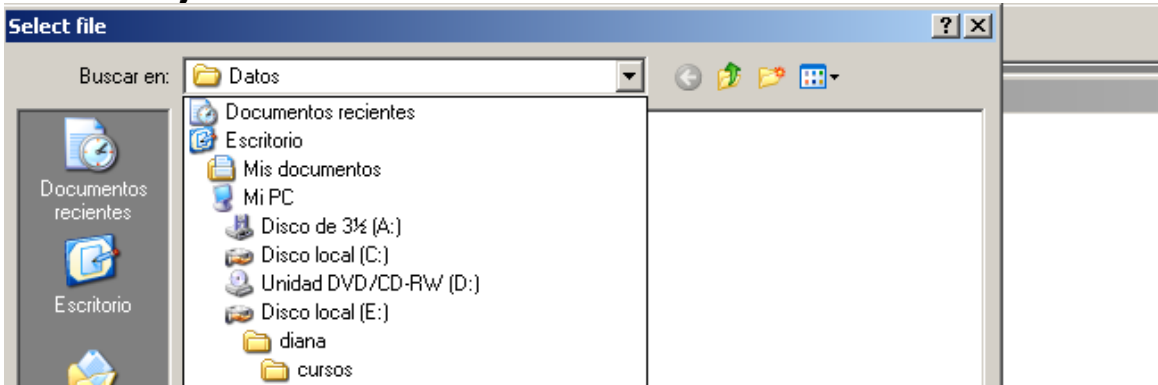 Select file
Buscar en:
Datos
Documentos recientes
Escritorio
Mis documentos
Mi PC
Disco de 3½ (A:)
Disco local (C:)
Unidad DVD/CD-RW (D:)
Disco local (E:)
diana
cursos
Documentos
recientes
Escritorio